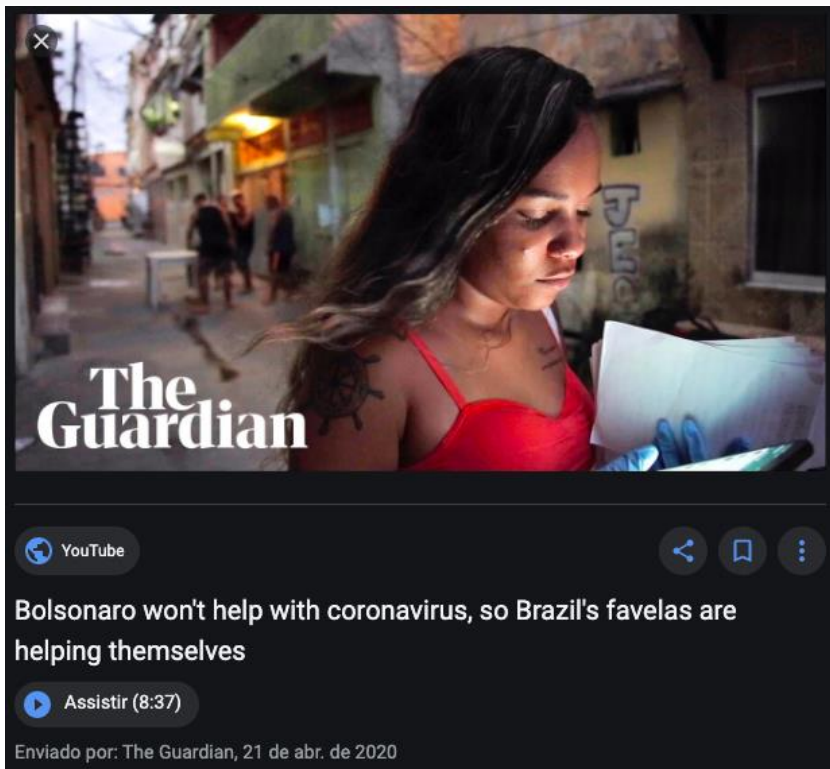 The
Guardian
YouTube
Bolsonaro won't help with coronavirus, so Brazil's favelas are
helping themselves
Assistir (8:37)
Enviado por: The Guardian, 21 de abr. de 2020